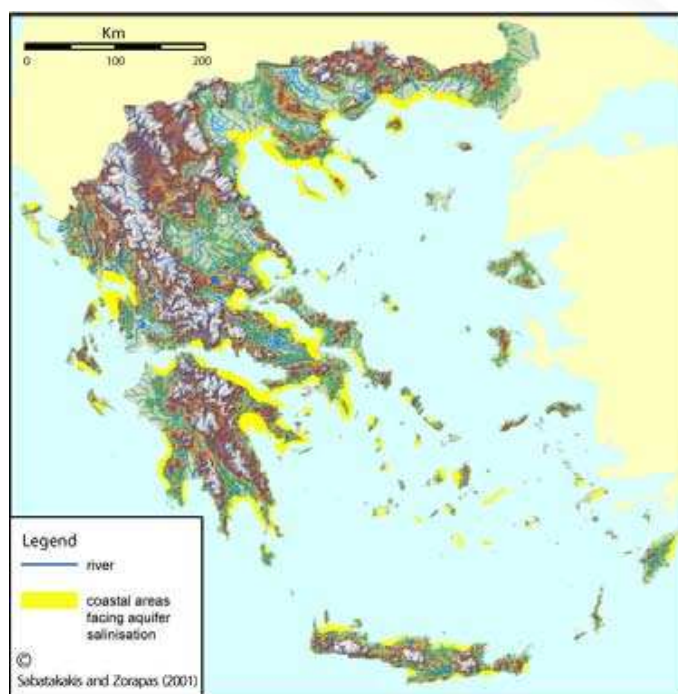 Km
0 100 200
Legend
river
coastal areas
facing aquifer
salinisation
©
Sabatakakis and Zorapas (2001)